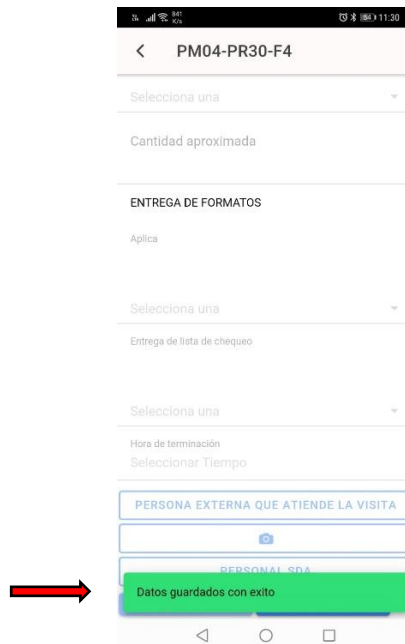 841
K/s
54 11:30
PM04-PR30-F4
Selecciona una
Cantidad aproximada
ENTREGA DE FORMATOS
Aplica
Selecciona una
Entrega de lista de chequeo
Selecciona una
Hora de terminación
Seleccionar Tiempo
PERSONA EXTERNA QUE ATIENDE LA VISITA
PERSONAL SDA
Datos guardados con exito